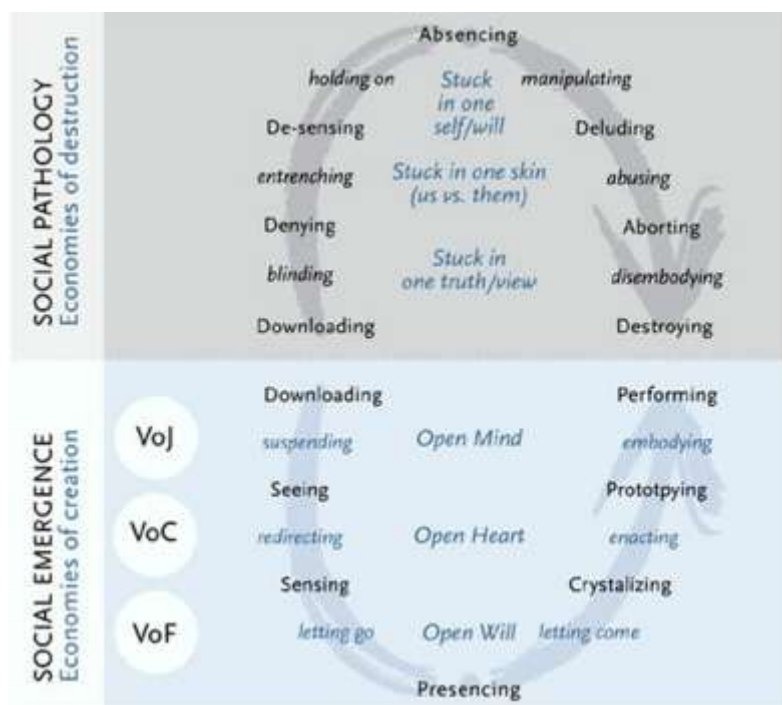 SOCIAL PATHOLOGY
Economies of destruction
Absencing
holding on
Stuck
in one
self/will
manipulating
De-sensing
Deluding
entrenching
Stuck in one skin
(us vs. them)
abusing
Denying
Aborting
blinding
Stuck in
one truth/view
disembodying
Downloading
Destroying
SOCIAL EMERGENCE
Economies of creation
Downloading
Performing
VoJ
suspending
Open Mind
embodying
Seeing
Prototpying
VoC
redirecting
Open Heart
enacting
Sensing
Crystalizing
VoF
letting go
Open Will
letting come
Presencing